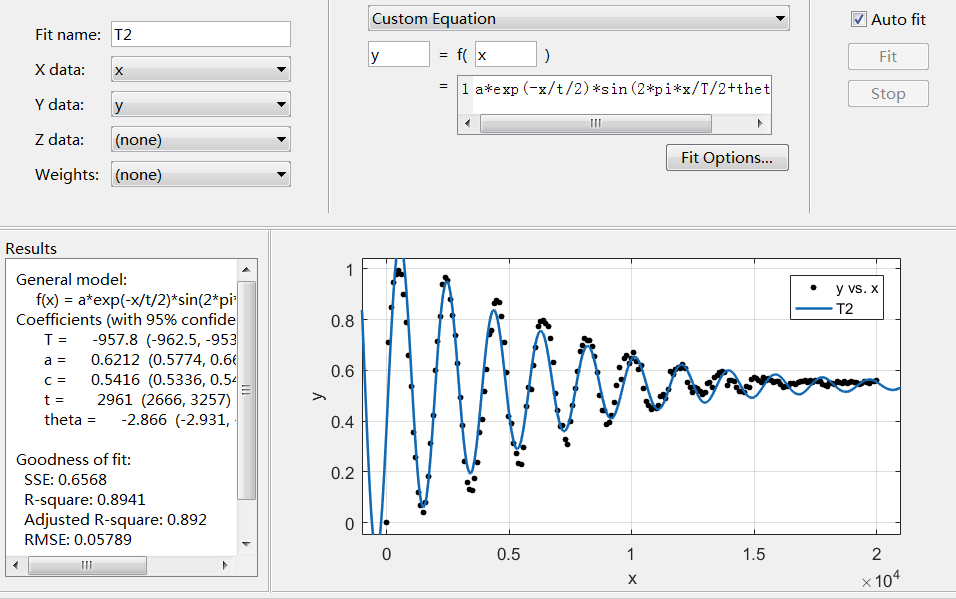 Fit name: T2
X data: x
Y data: y
Z data: (none)
Weights: (none)
Custom Equation
y = f( x )
= 1 a*exp(-x/t/2)*sin(2*pi*x/T/2+thet
Fit Options...
Auto fit
Fit
Stop
Results
General model:
f(x) = a*exp(-x/t/2)*sin(2*pi*
Coefficients (with 95% confide
T = -957.8 (-962.5, -953
a = 0.6212 (0.5774, 0.66
c = 0.5416 (0.5336, 0.54
t = 2961 (2666, 3257)
theta = -2.866 (-2.931, -
Goodness of fit:
SSE: 0.6568
R-square: 0.8941
Adjusted R-square: 0.892
RMSE: 0.05789
y vs. x
T2
1
0.8
0.6
0.4
0.2
0
y
0 0.5 1 1.5 2
x
×10⁴